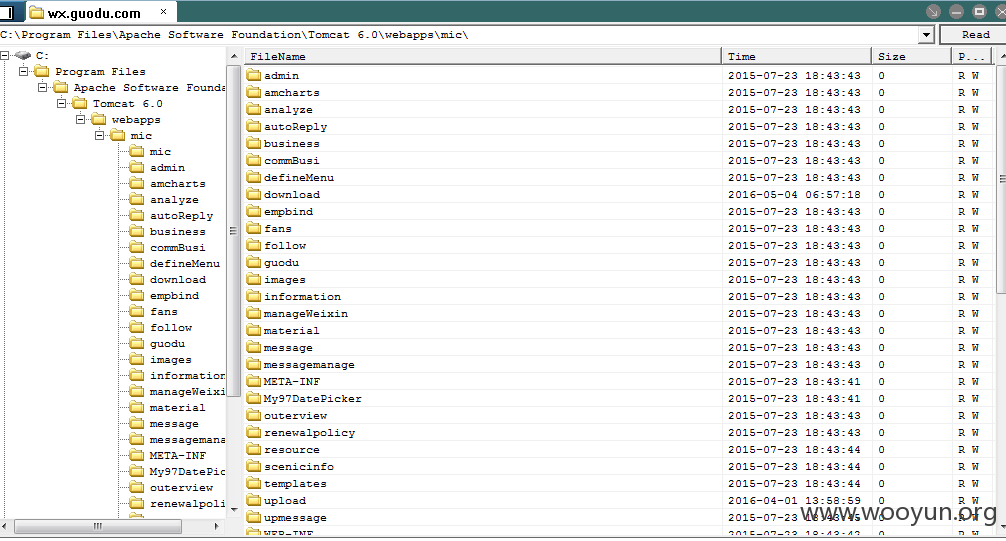 wx.guodu.com ×
C:\Program Files\Apache Software Foundation\Tomcat 6.0\webapps\mic\ Read
C:
Program Files
Apache Software Founda
Tomcat 6.0
webapps
mic
mic
admin
amcharts
analyze
autoReply
business
commBusi
defineMenu
download
empbind
fans
follow
guodu
images
information
manageWeixi
material
message
messagemana
META-INF
My97DatePic
outerview
renewalpoli
FileName Time Size P...
admin 2015-07-23 18:43:43 0 R W
amcharts 2015-07-23 18:43:43 0 R W
analyze 2015-07-23 18:43:43 0 R W
autoReply 2015-07-23 18:43:43 0 R W
business 2015-07-23 18:43:43 0 R W
commBusi 2015-07-23 18:43:43 0 R W
defineMenu 2015-07-23 18:43:43 0 R W
download 2016-05-04 06:57:18 0 R W
empbind 2015-07-23 18:43:43 0 R W
fans 2015-07-23 18:43:43 0 R W
follow 2015-07-23 18:43:43 0 R W
guodu 2015-07-23 18:43:43 0 R W
images 2015-07-23 18:43:43 0 R W
information 2015-07-23 18:43:43 0 R W
manageWeixin 2015-07-23 18:43:43 0 R W
material 2015-07-23 18:43:43 0 R W
message 2015-07-23 18:43:43 0 R W
messagemanage 2015-07-23 18:43:43 0 R W
META-INF 2015-07-23 18:43:41 0 R W
My97DatePicker 2015-07-23 18:43:41 0 R W
outerview 2015-07-23 18:43:43 0 R W
renewalpolicy 2015-07-23 18:43:43 0 R W
resource 2015-07-23 18:43:44 0 R W
scenicinfo 2015-07-23 18:43:44 0 R W
templates 2015-07-23 18:43:44 0 R W
upload 2016-04-01 13:58:59 0 R W
upmessage 2015-07-23 18:43:45 0 R W
WEB-INF 2015-07-23 18:43:42 0 R W
www.wooyun.org